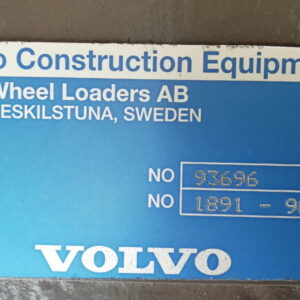 o Construction Equipm
Wheel Loaders AB
ESKILSTUNA, SWEDEN
NO 93696
NO 1891 - 9
VOLVO